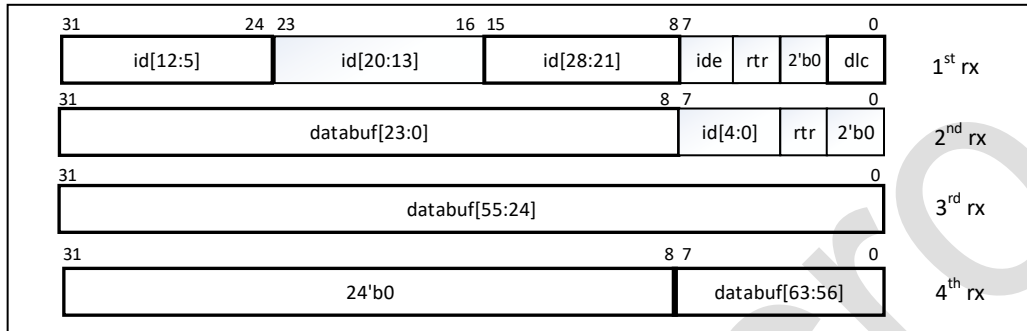 31 24 23 16 15 8 7 0
id[12:5] id[20:13] id[28:21] ide rtr 2'b0 dlc 1st rx
31 8 7 0
databuf[23:0] id[4:0] rtr 2'b0 2nd rx
31 0
databuf[55:24] 3rd rx
31 8 7 0
24'b0 databuf[63:56] 4th rx